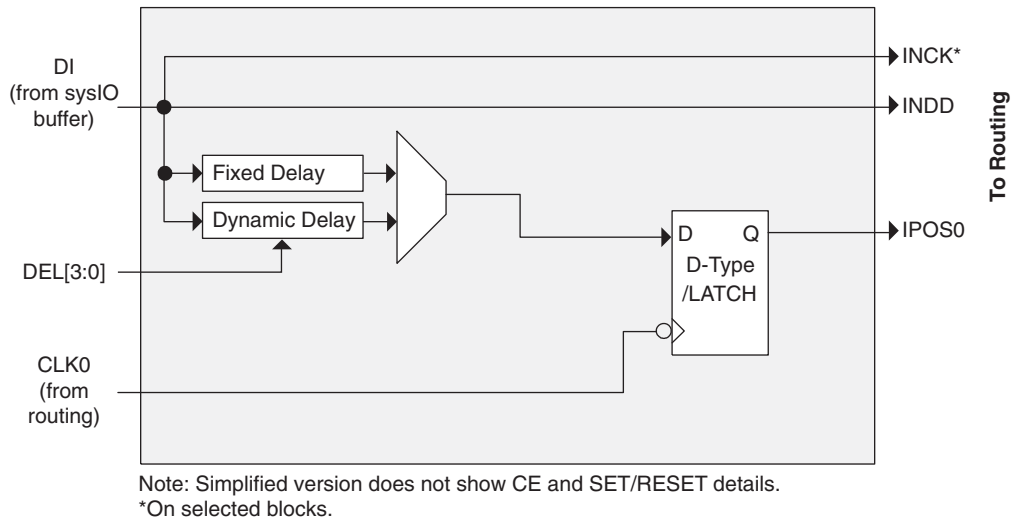 DI
(from sysIO
buffer)
INCK*
INDD
To Routing
Fixed Delay
Dynamic Delay
D Q
D-Type
/LATCH
IPOS0
DEL[3:0]
CLK0
(from
routing)
Note: Simplified version does not show CE and SET/RESET details.
*On selected blocks.